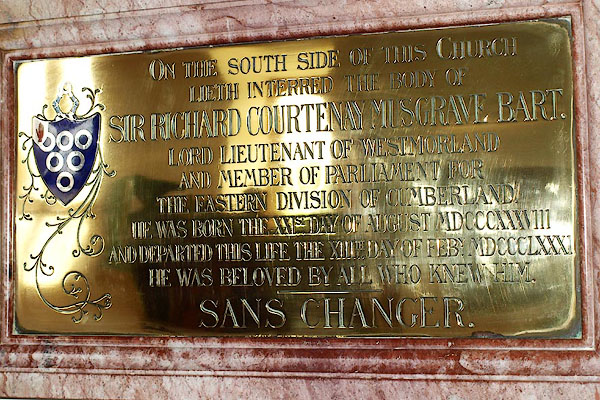 On the south side of this Church
lieth interred the body of
SIR RICHARD COURTENAY MUSGRAVE BART.
LORD LIEUTENANT OF WESTMORLAND
AND MEMBER OF PARLIAMENT FOR
THE EASTERN DIVISION OF CUMBERLAND.
HE WAS BORN THE XXIST DAY OF AUGUST MDCCCXXXVIII
AND DEPARTED THIS LIFE THE XIIITH DAY OF FEBY MDCCCLXXXI
HE WAS BELOVED BY ALL WHO KNEW HIM.
SANS CHANGER.